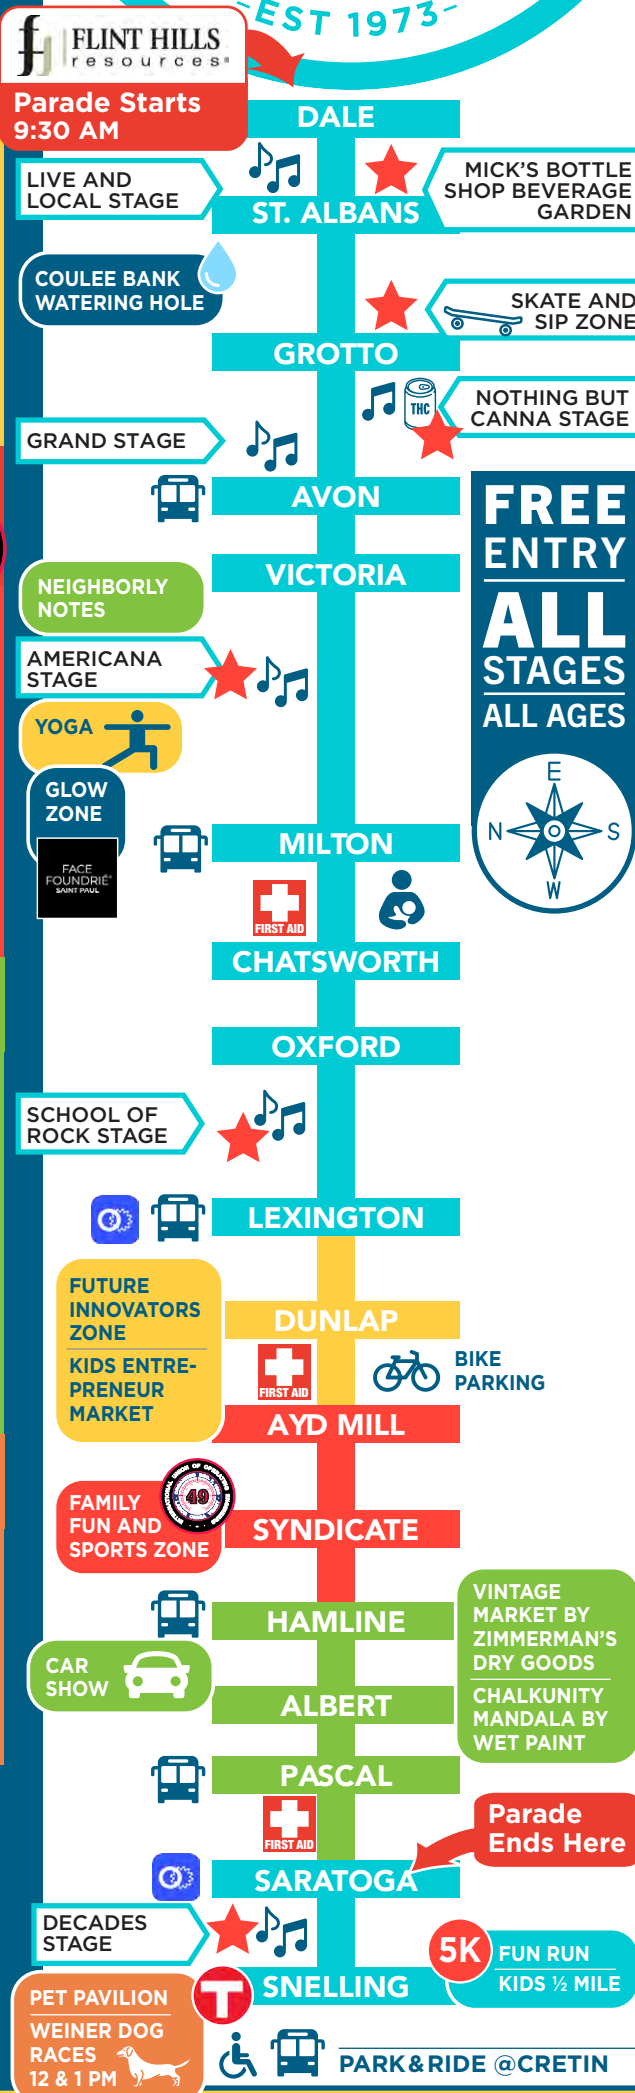 -EST 1973-
FLINT HILLS
resources®
Parade Starts
9:30 AM
DALE
LIVE AND
LOCAL STAGE
MICK'S BOTTLE
SHOP BEVERAGE
GARDEN
ST. ALBANS
COULEE BANK
WATERING HOLE
SKATE AND
SIP ZONE
GROTTO
THC
NOTHING BUT
CANNA STAGE
GRAND STAGE
AVON
FREE
ENTRY
ALL
STAGES
ALL AGES
VICTORIA
NEIGHBORLY
NOTES
AMERICANA
STAGE
YOGA
GLOW
ZONE
FACE
FOUNDRIÉ
SAINT PAUL
E
N
S
W
MILTON
FIRST AID
CHATSWORTH
OXFORD
SCHOOL OF
ROCK STAGE
LEXINGTON
FUTURE
INNOVATORS
ZONE
KIDS ENTRE-
PRENEUR
MARKET
DUNLAP
FIRST AID
BIKE
PARKING
AYD MILL
FAMILY
FUN AND
SPORTS ZONE
INTERNATIONAL UNION OF OPERATING ENGINEERS
49
SYNDICATE
HAMLINE
VINTAGE
MARKET BY
ZIMMERMAN'S
DRY GOODS
CHALKUNITY
MANDALA BY
WET PAINT
CAR
SHOW
ALBERT
PASCAL
FIRST AID
Parade
Ends Here
SARATOGA
DECADES
STAGE
5K
FUN RUN
KIDS ½ MILE
T
SNELLING
PET PAVILION
WEINER DOG
RACES
12 & 1 PM
PARK & RIDE @CRETIN